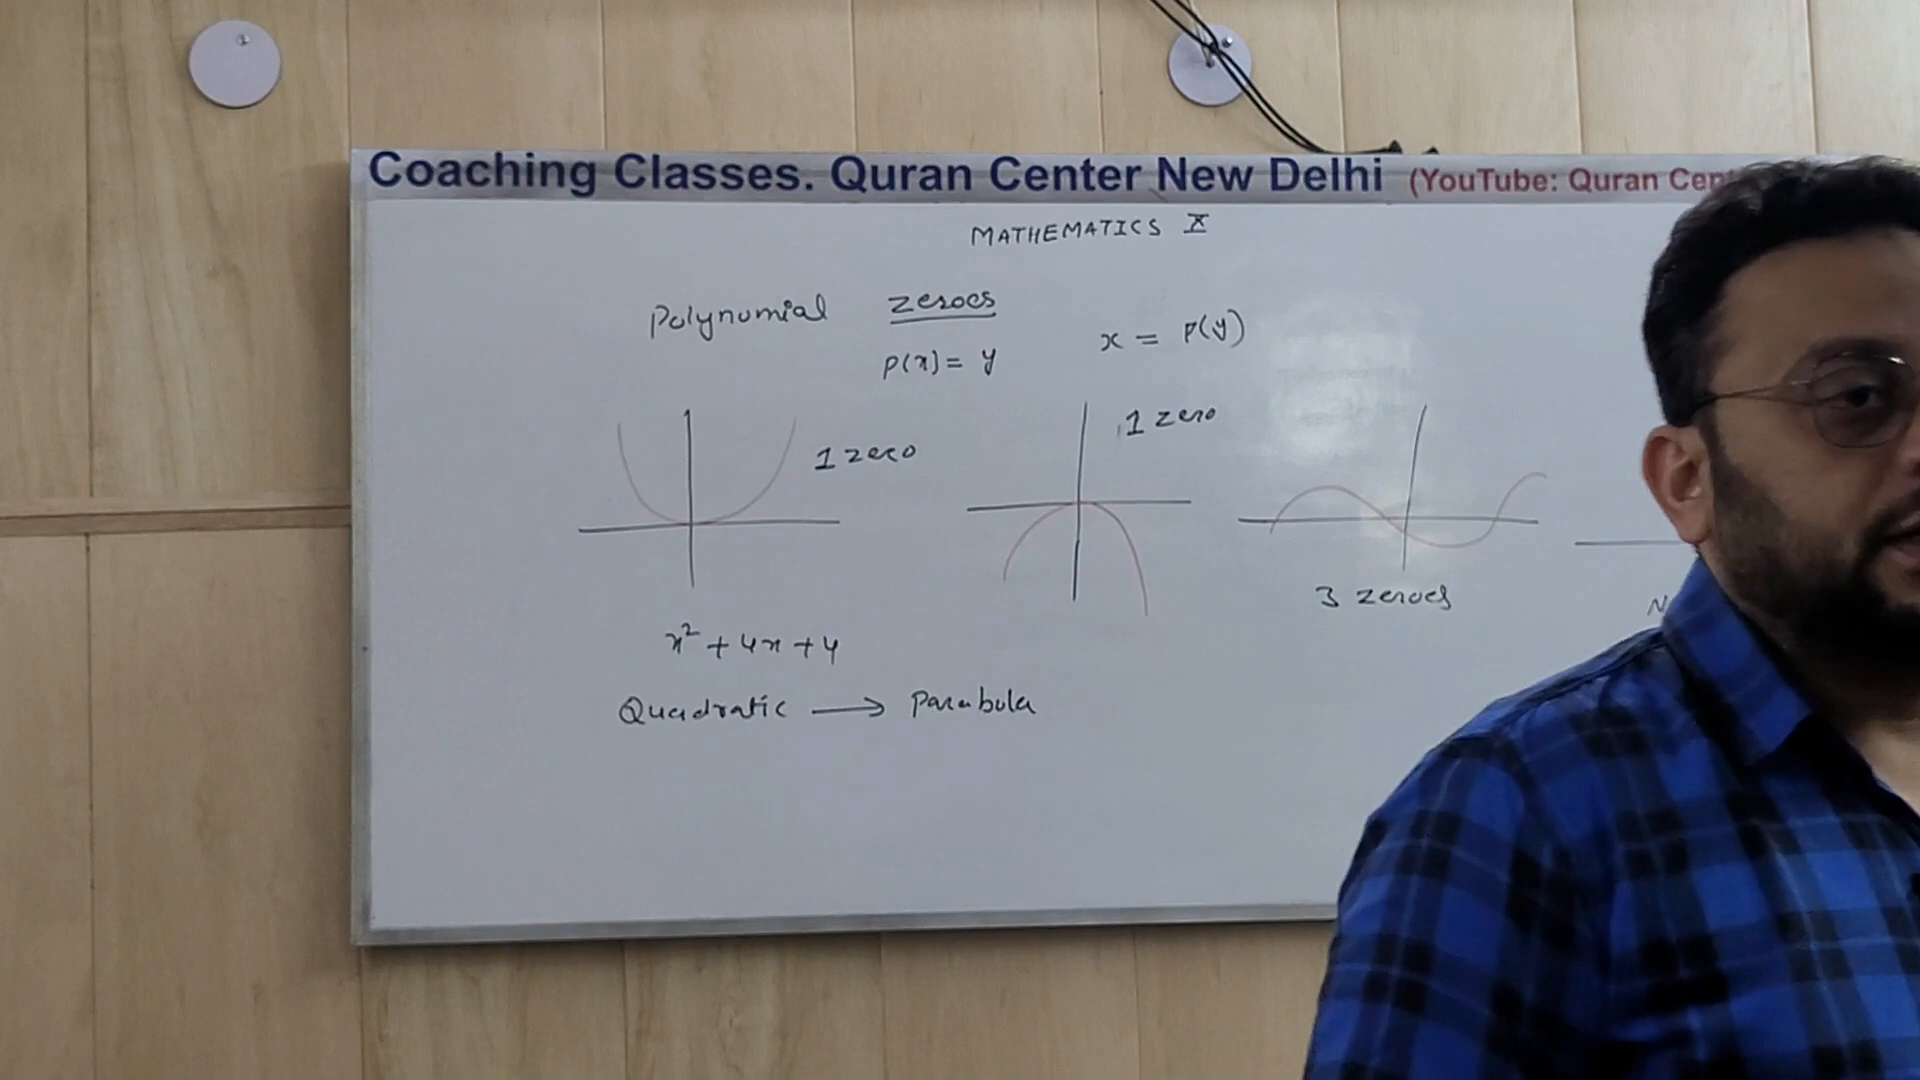 Coaching Classes. Quran Center New Delhi (YouTube: Quran
MATHEMATICS X
Polynomial zeroes
p(x) = y
x = p(y)
1 zero
1 zero
3 zeroes
x² + 4x + 4
Quadratic → Parabola